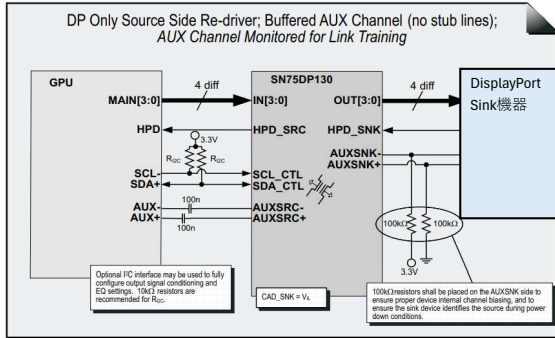 DP Only Source Side Re-driver; Buffered AUX Channel (no stub lines);
AUX Channel Monitored for Link Training
GPU
SN75DP130
DisplayPort
Sink機器
4 diff
4 diff
MAIN[3:0]
IN[3:0]
OUT[3:0]
HPD
HPD_SRC
HPD_SNK
3.3V
RI2C
RI2C
AUXSNK-
AUXSNK+
SCL-
SDA+
SCL_CTL
SDA_CTL
100n
AUX-
AUX+
AUXSRC-
AUXSRC+
100n
100kΩ
100kΩ
3.3V
Optional I²C interface may be used to fully
configure output signal conditioning and
EQ settings. 10kΩ resistors are
recommended for RI2C.
CAD_SNK = VIL
100kΩ resistors shall be placed on the AUXSNK side to
ensure proper device internal channel biasing, and to
ensure the sink device identifies the source during power
down conditions.